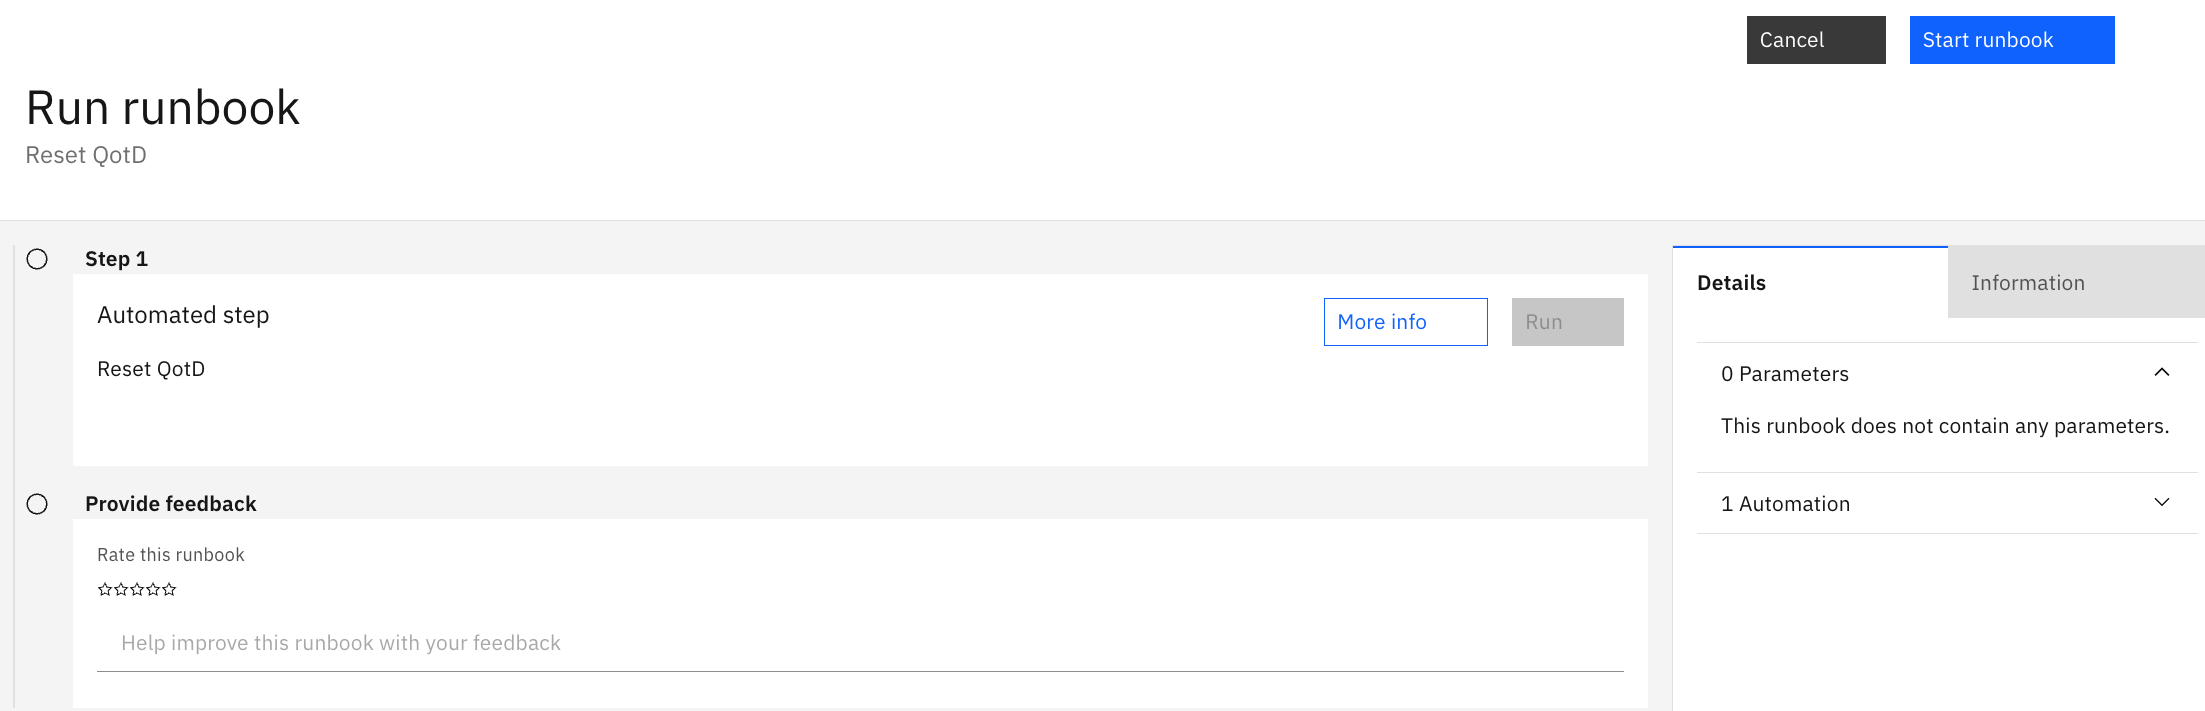 Cancel
Start runbook
Run runbook
Reset QotD
Step 1
Automated step
More info
Run
Reset QotD
Provide feedback
Rate this runbook
Help improve this runbook with your feedback
Details
Information
0 Parameters
This runbook does not contain any parameters.
1 Automation